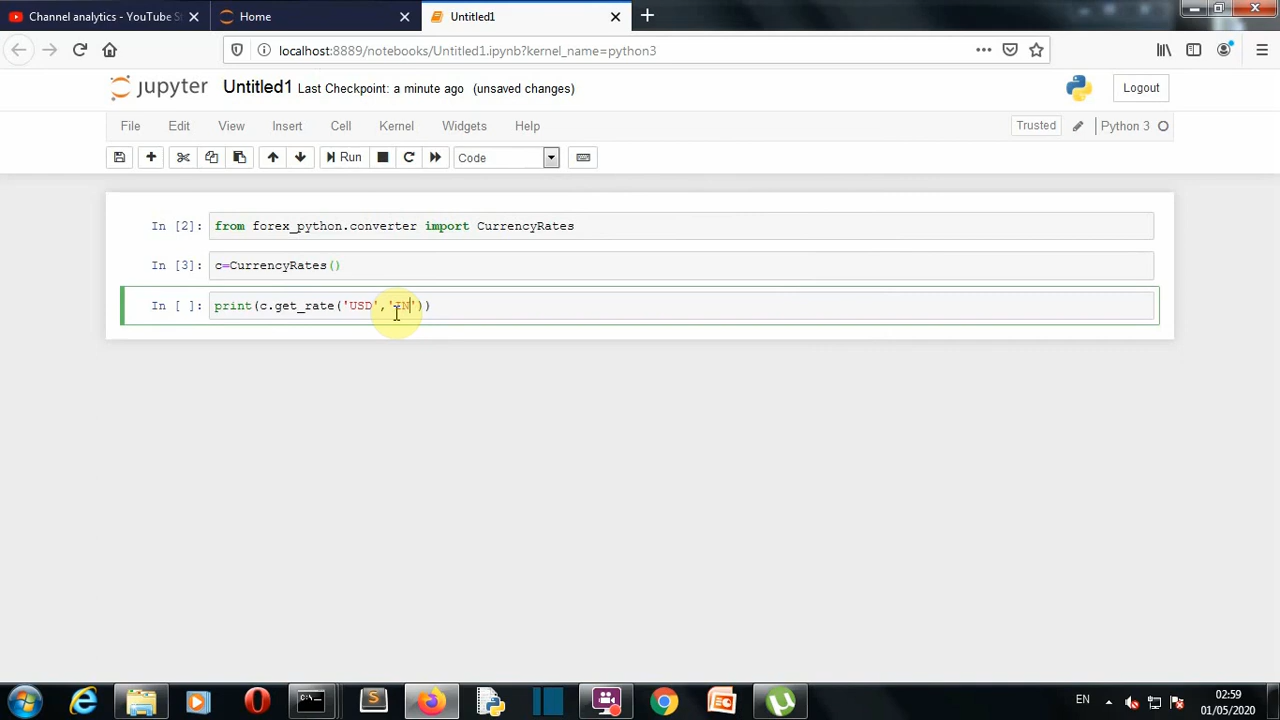 Channel analytics - YouTube S
Home
Untitled1
localhost:8889/notebooks/Untitled1.ipynb?kernel_name=python3
jupyter Untitled1 Last Checkpoint: a minute ago (unsaved changes)
Logout
File Edit View Insert Cell Kernel Widgets Help
Trusted
Python 3
Run
Code
In [2]: from forex_python.converter import CurrencyRates
In [3]: c=CurrencyRates()
In [ ]: print(c.get_rate('USD','IN'))
EN
02:59
01/05/2020